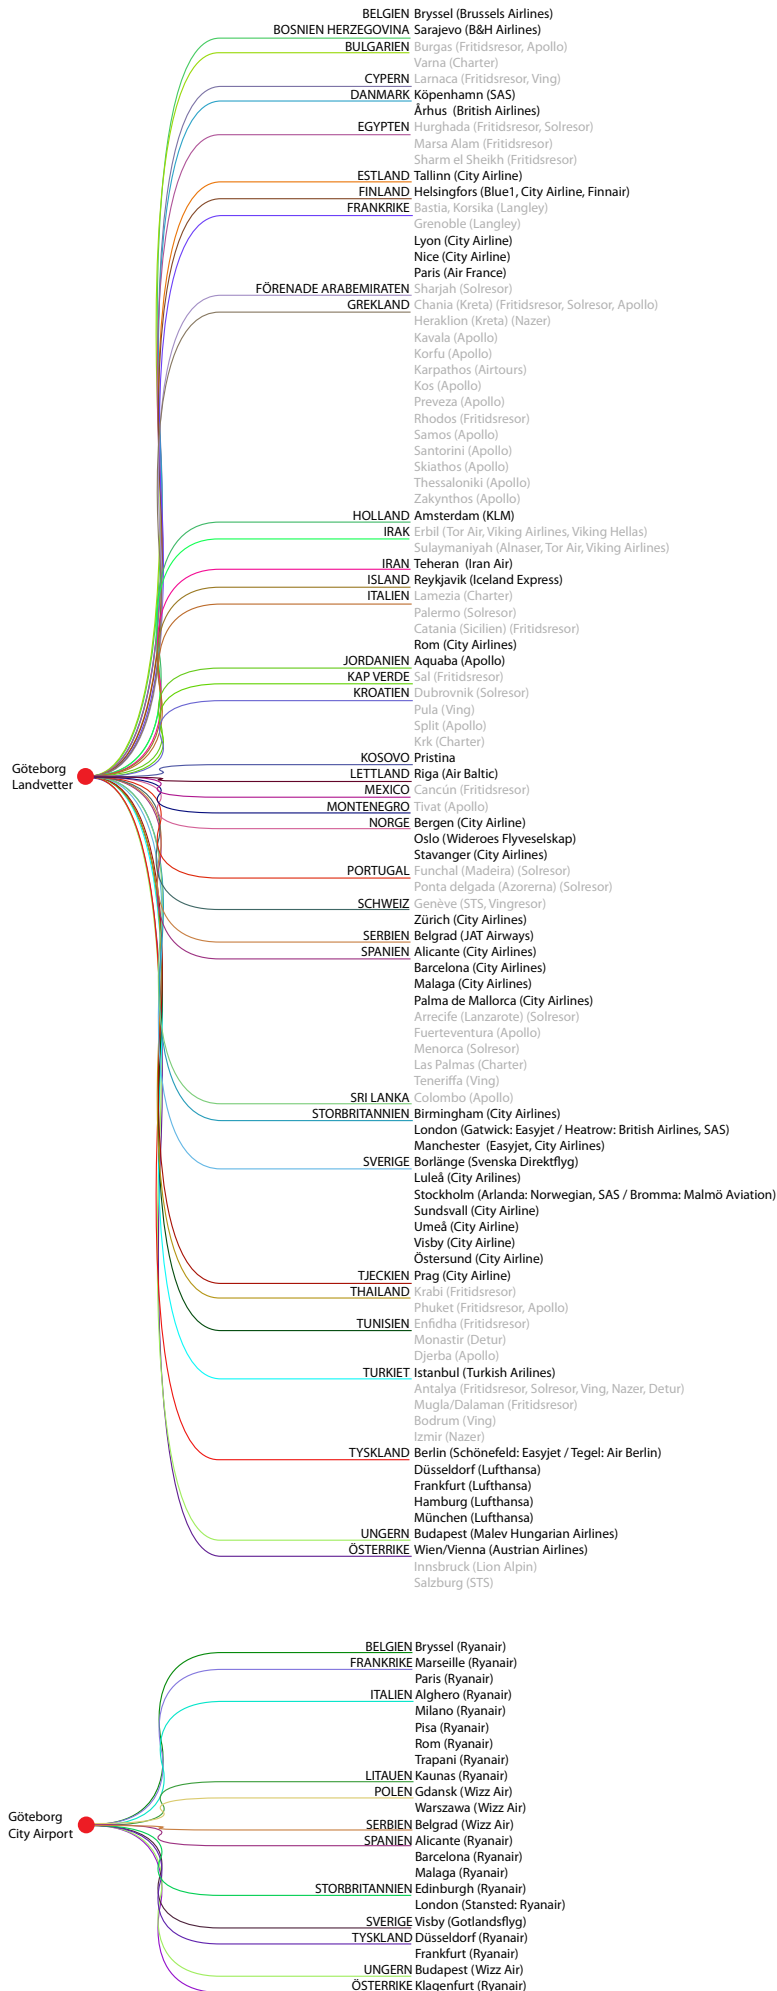 BELGIEN Bryssel (Brussels Airlines)
BOSNIEN HERZEGOVINA Sarajevo (B&H Airlines)
BULGARIEN Burgas (Fritidsresor, Apollo)
Varna (Charter)
CYPERN Larnaca (Fritidsresor, Ving)
DANMARK Köpenhamn (SAS)
Århus (British Airlines)
EGYPTEN Hurghada (Fritidsresor, Solresor)
Marsa Alam (Fritidsresor)
Sharm el Sheikh (Fritidsresor)
ESTLAND Tallinn (City Airline)
FINLAND Helsingfors (Blue1, City Airline, Finnair)
FRANKRIKE Bastia, Korsika (Langley)
Grenoble (Langley)
Lyon (City Airline)
Nice (City Airline)
Paris (Air France)
FÖRENADE ARABEMIRATEN Sharjah (Solresor)
GREKLAND Chania (Kreta) (Fritidsresor, Solresor, Apollo)
Heraklion (Kreta) (Nazer)
Kavala (Apollo)
Korfu (Apollo)
Karpathos (Airtours)
Kos (Apollo)
Preveza (Apollo)
Rhodos (Fritidsresor)
Samos (Apollo)
Santorini (Apollo)
Skiathos (Apollo)
Thessaloniki (Apollo)
Zakynthos (Apollo)
HOLLAND Amsterdam (KLM)
IRAK Erbil (Tor Air, Viking Airlines, Viking Hellas)
Sulaymaniyah (Alnaser, Tor Air, Viking Airlines)
IRAN Teheran (Iran Air)
ISLAND Reykjavik (Iceland Express)
ITALIEN Lamezia (Charter)
Palermo (Solresor)
Catania (Sicilien) (Fritidsresor)
Rom (City Airlines)
JORDANIEN Aquaba (Apollo)
KAP VERDE Sal (Fritidsresor)
KROATIEN Dubrovnik (Solresor)
Pula (Ving)
Split (Apollo)
Krk (Charter)
KOSOVO Pristina
Göteborg
Landvetter
LETTLAND Riga (Air Baltic)
MEXICO Cancún (Fritidsresor)
MONTENEGRO Tivat (Apollo)
NORGE Bergen (City Airline)
Oslo (Wideroes Flyveselskap)
Stavanger (City Airlines)
PORTUGAL Funchal (Madeira) (Solresor)
Ponta delgada (Azorerna) (Solresor)
SCHWEIZ Genève (STS, Vingresor)
Zürich (City Airlines)
SERBIEN Belgrad (JAT Airways)
SPANIEN Alicante (City Airlines)
Barcelona (City Airlines)
Malaga (City Airlines)
Palma de Mallorca (City Airlines)
Arrecife (Lanzarote) (Solresor)
Fuerteventura (Apollo)
Menorca (Solresor)
Las Palmas (Charter)
Teneriffa (Ving)
SRI LANKA Colombo (Apollo)
STORBRITANNIEN Birmingham (City Airlines)
London (Gatwick: Easyjet / Heatrow: British Airlines, SAS)
Manchester (Easyjet, City Airlines)
SVERIGE Borlänge (Svenska Direktflyg)
Luleå (City Arilines)
Stockholm (Arlanda: Norwegian, SAS / Bromma: Malmö Aviation)
Sundsvall (City Airline)
Umeå (City Airline)
Visby (City Airline)
Östersund (City Airline)
TJECKIEN Prag (City Airline)
THAILAND Krabi (Fritidsresor)
Phuket (Fritidsresor, Apollo)
TUNISIEN Enfidha (Fritidsresor)
Monastir (Detur)
Djerba (Apollo)
TURKIET Istanbul (Turkish Arilines)
Antalya (Fritidsresor, Solresor, Ving, Nazer, Detur)
Mugla/Dalaman (Fritidsresor)
Bodrum (Ving)
Izmir (Nazer)
TYSKLAND Berlin (Schönefeld: Easyjet / Tegel: Air Berlin)
Düsseldorf (Lufthansa)
Frankfurt (Lufthansa)
Hamburg (Lufthansa)
München (Lufthansa)
UNGERN Budapest (Malev Hungarian Airlines)
ÖSTERRIKE Wien/Vienna (Austrian Airlines)
Innsbruck (Lion Alpin)
Salzburg (STS)
BELGIEN Bryssel (Ryanair)
FRANKRIKE Marseille (Ryanair)
Paris (Ryanair)
ITALIEN Alghero (Ryanair)
Milano (Ryanair)
Pisa (Ryanair)
Rom (Ryanair)
Trapani (Ryanair)
LITAUEN Kaunas (Ryanair)
POLEN Gdansk (Wizz Air)
Warszawa (Wizz Air)
Göteborg
City Airport
SERBIEN Belgrad (Wizz Air)
SPANIEN Alicante (Ryanair)
Barcelona (Ryanair)
Malaga (Ryanair)
STORBRITANNIEN Edinburgh (Ryanair)
London (Stansted: Ryanair)
SVERIGE Visby (Gotlandsflyg)
TYSKLAND Düsseldorf (Ryanair)
Frankfurt (Ryanair)
UNGERN Budapest (Wizz Air)
ÖSTERRIKE Klagenfurt (Ryanair)